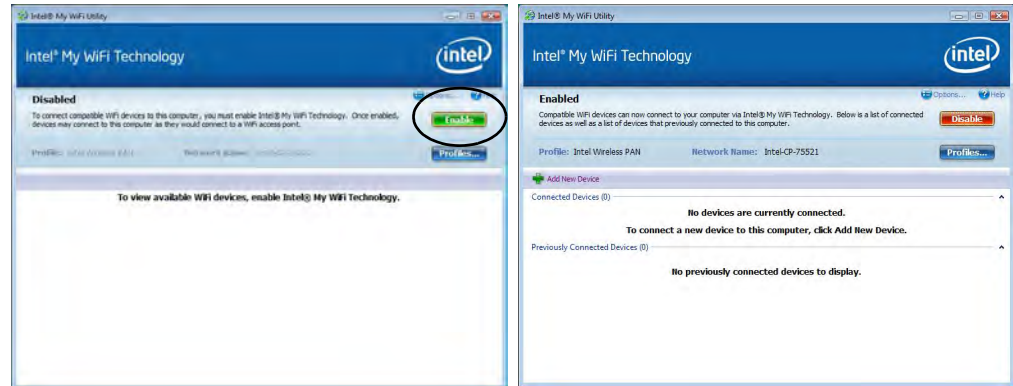 Intel® My WiFi Utility
Intel® My WiFi Technology
intel
Disabled
To connect compatible WiFi devices to this computer, you must enable Intel® My WiFi Technology. Once enabled,
devices may connect to this computer as they would connect to a WiFi access point.
Enable
Profile:
Profiles...
To view available WiFi devices, enable Intel® My WiFi Technology.
Intel® My WiFi Utility
Intel® My WiFi Technology
intel
Options... Help
Enabled
Compatible WiFi devices can now connect to your computer via Intel® My WiFi Technology. Below is a list of connected
devices as well as a list of devices that previously connected to this computer.
Disable
Profile: Intel Wireless PAN Network Name: Intel-CP-75521
Profiles...
Add New Device
Connected Devices (0)
No devices are currently connected.
To connect a new device to this computer, click Add New Device.
Previously Connected Devices (0)
No previously connected devices to display.